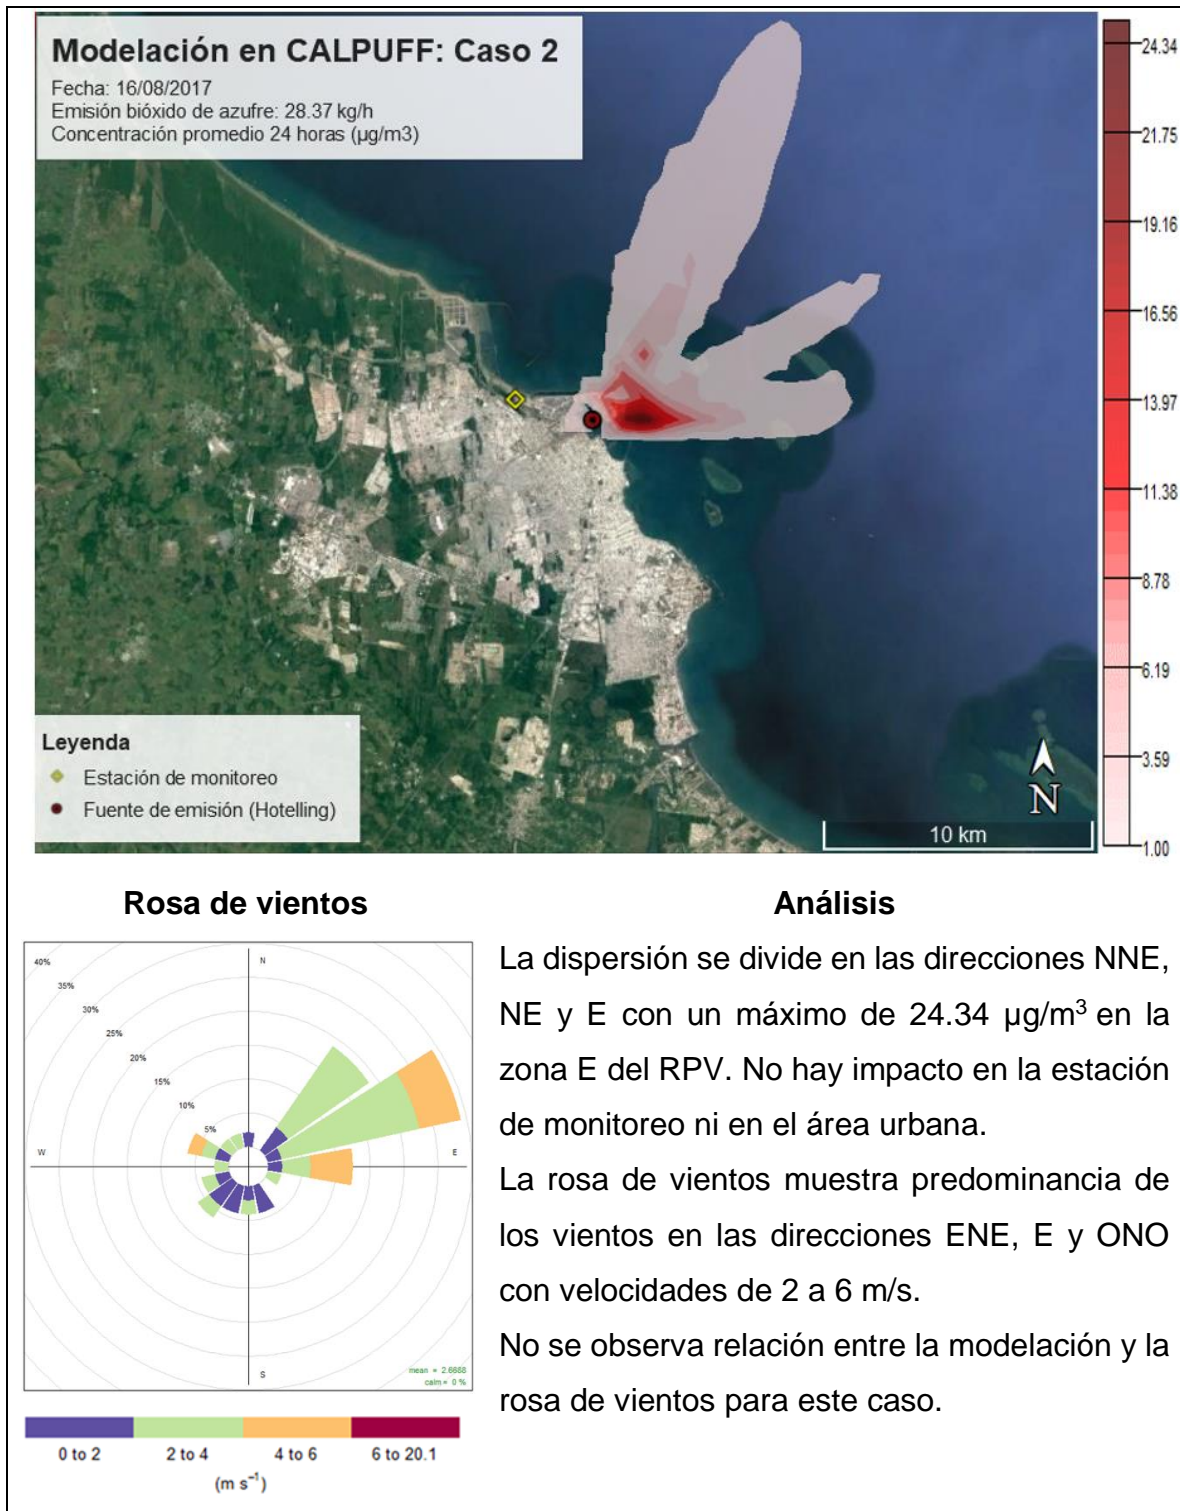 Modelación en CALPUFF: Caso 2
Fecha: 16/08/2017
Emisión bióxido de azufre: 28.37 kg/h
Concentración promedio 24 horas (µg/m3)
24.34
21.75
19.16
16.56
13.97
11.38
8.78
6.19
3.59
1.00
Leyenda
Estación de monitoreo
Fuente de emisión (Hotelling)
N
10 km
Rosa de vientos
40%
35%
30%
25%
20%
15%
10%
5%
N
W
E
S
mean = 2.6688
calm = 0 %
0 to 2
2 to 4
4 to 6
6 to 20.1
(m s⁻¹)
Análisis
La dispersión se divide en las direcciones NNE,
NE y E con un máximo de 24.34 µg/m³ en la
zona E del RPV. No hay impacto en la estación
de monitoreo ni en el área urbana.
La rosa de vientos muestra predominancia de
los vientos en las direcciones ENE, E y ONO
con velocidades de 2 a 6 m/s.
No se observa relación entre la modelación y la
rosa de vientos para este caso.